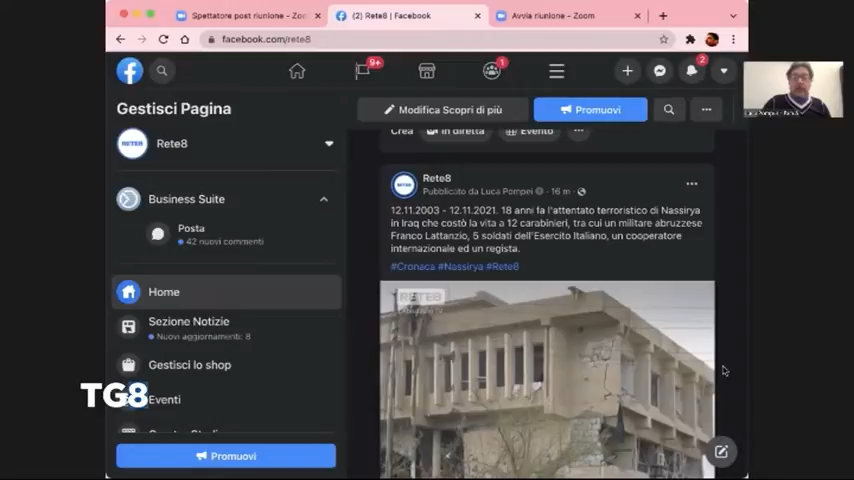 Spettatore post riunione - Zoo
(2) Rete8 | Facebook
Avvia riunione - Zoom
facebook.com/rete8
9+
1
2
Gestisci Pagina
Modifica Scopri di più
Promuovi
Crea
In diretta
Evento
RETE8
Rete8
Rete8
Pubblicato da Luca Pompei · 16 m ·
Business Suite
12.11.2003 - 12.11.2021. 18 anni fa l'attentato terroristico di Nassirya
in Iraq che costò la vita a 12 carabinieri, tra cui un militare abruzzese
Franco Lattanzio, 5 soldati dell'Esercito Italiano, un cooperatore
internazionale ed un regista.
#Cronaca #Nassirya #Rete8
Posta
42 nuovi commenti
Home
RETE8
Sezione Notizie
Nuovi aggiornamenti: 8
Gestisci lo shop
TG8
Eventi
Promuovi